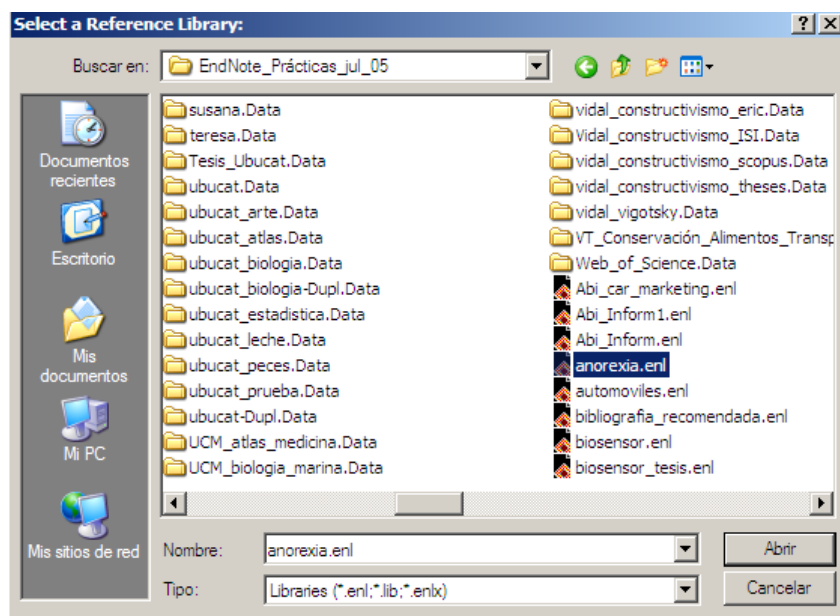 Select a Reference Library:
Buscar en:
EndNote_Prácticas_jul_05
Documentos
recientes
Escritorio
Mis
documentos
Mi PC
Mis sitios de red
susana.Data
teresa.Data
Tesis_Ubucat.Data
ubucat.Data
ubucat_arte.Data
ubucat_atlas.Data
ubucat_biologia.Data
ubucat_biologia-Dupl.Data
ubucat_estadistica.Data
ubucat_leche.Data
ubucat_peces.Data
ubucat_prueba.Data
ubucat-Dupl.Data
UCM_atlas_medicina.Data
UCM_biologia_marina.Data
vidal_constructivismo_eric.Data
Vidal_constructivismo_ISI.Data
vidal_constructivismo_scopus.Data
vidal_constructivismo_theses.Data
vidal_vigotsky.Data
VT_Conservación_Alimentos_Transp
Web_of_Science.Data
Abi_car_marketing.enl
Abi_Inform1.enl
Abi_Inform.enl
anorexia.enl
automoviles.enl
bibliografia_recomendada.enl
biosensor.enl
biosensor_tesis.enl
Nombre:
anorexia.enl
Abrir
Tipo:
Libraries (*.enl;*.lib;*.enlx)
Cancelar